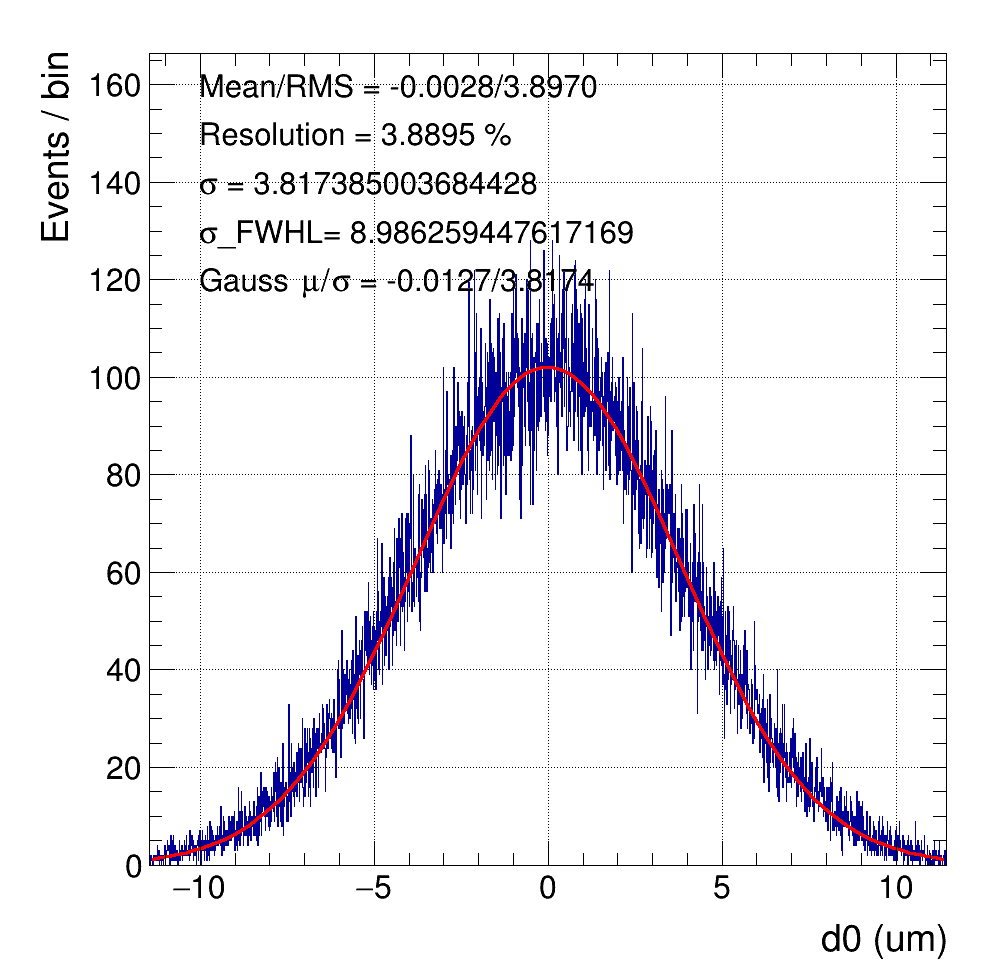 Events / bin
160
Mean/RMS = -0.0028/3.8970
Resolution = 3.8895 %
140
σ = 3.817385003684428
σ_FWHL= 8.986259447617169
120
Gauss μ/σ = -0.0127/3.8174
100
80
60
40
20
0
−10 −5 0 5 10
d0 (um)